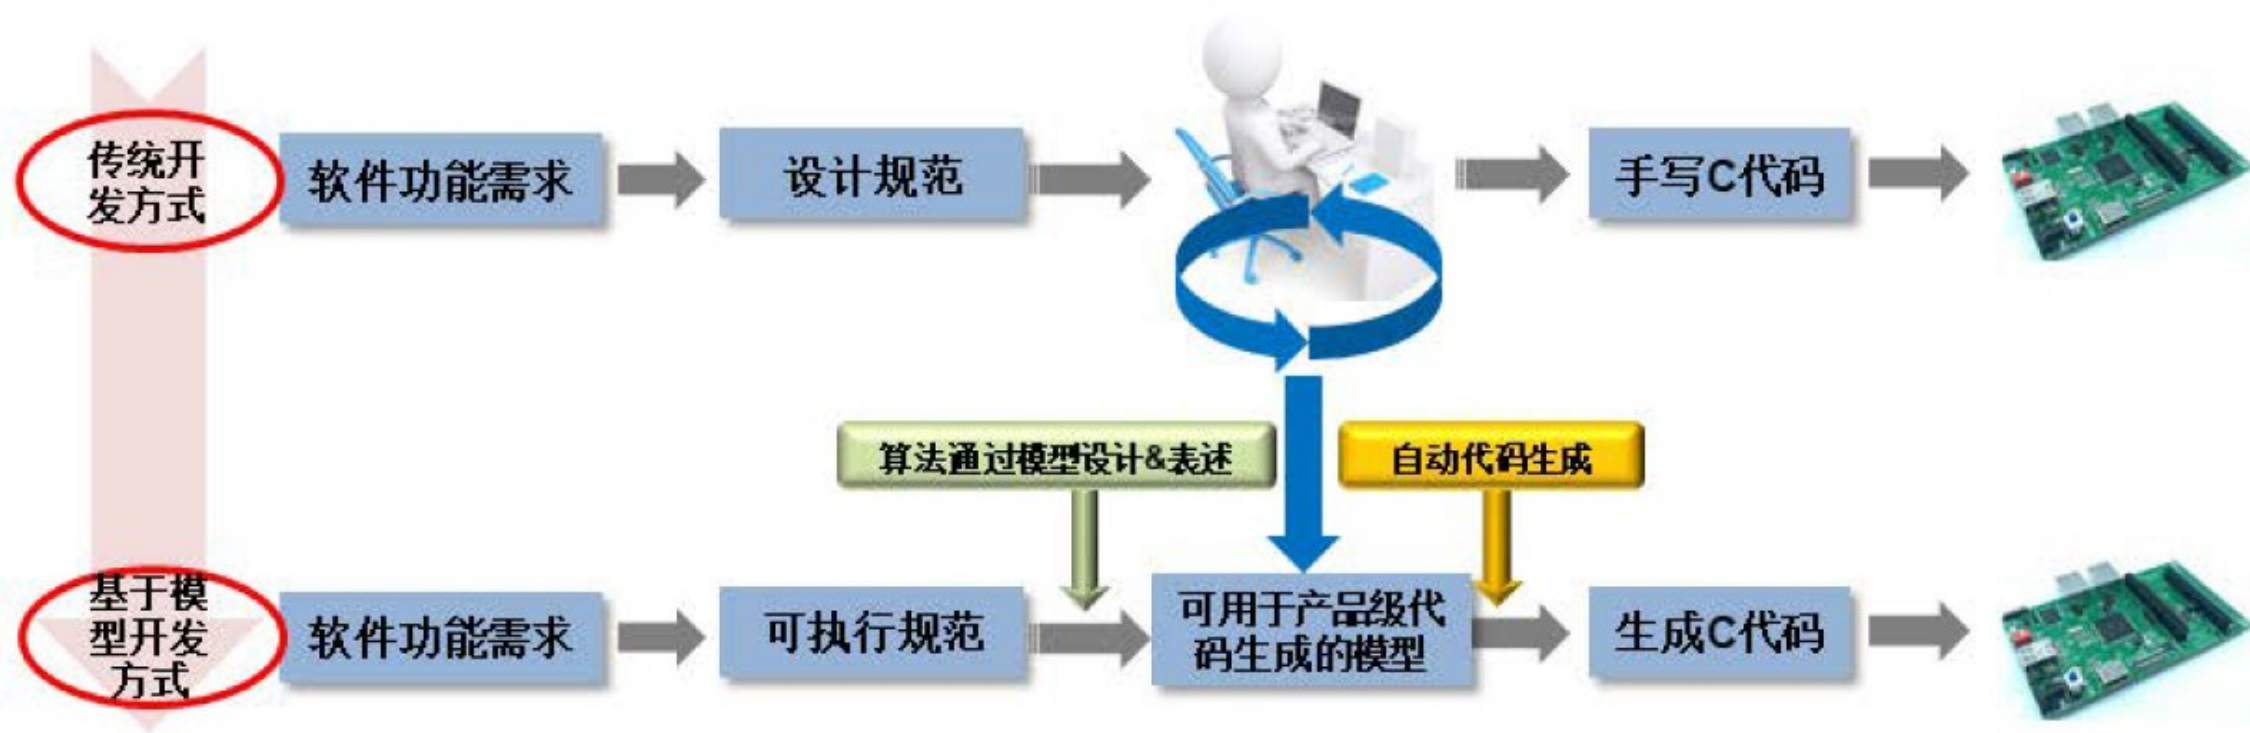 传统开
发方式
软件功能需求
设计规范
手写C代码
算法通过模型设计&表述
自动代码生成
基于模
型开发
方式
软件功能需求
可执行规范
可用于产品级代
码生成的模型
生成C代码